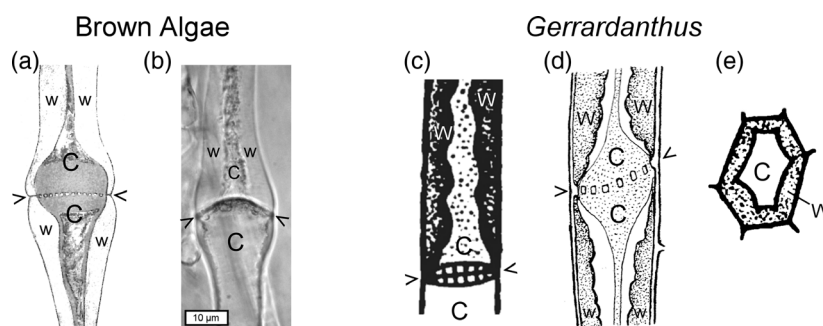 Brown Algae
Gerrardanthus
(a)
(b)
(c)
(d)
(e)
w w
C
C
w w
w w
C
C
10 µm
W W
C
C
W W
C
C
w w
C
W